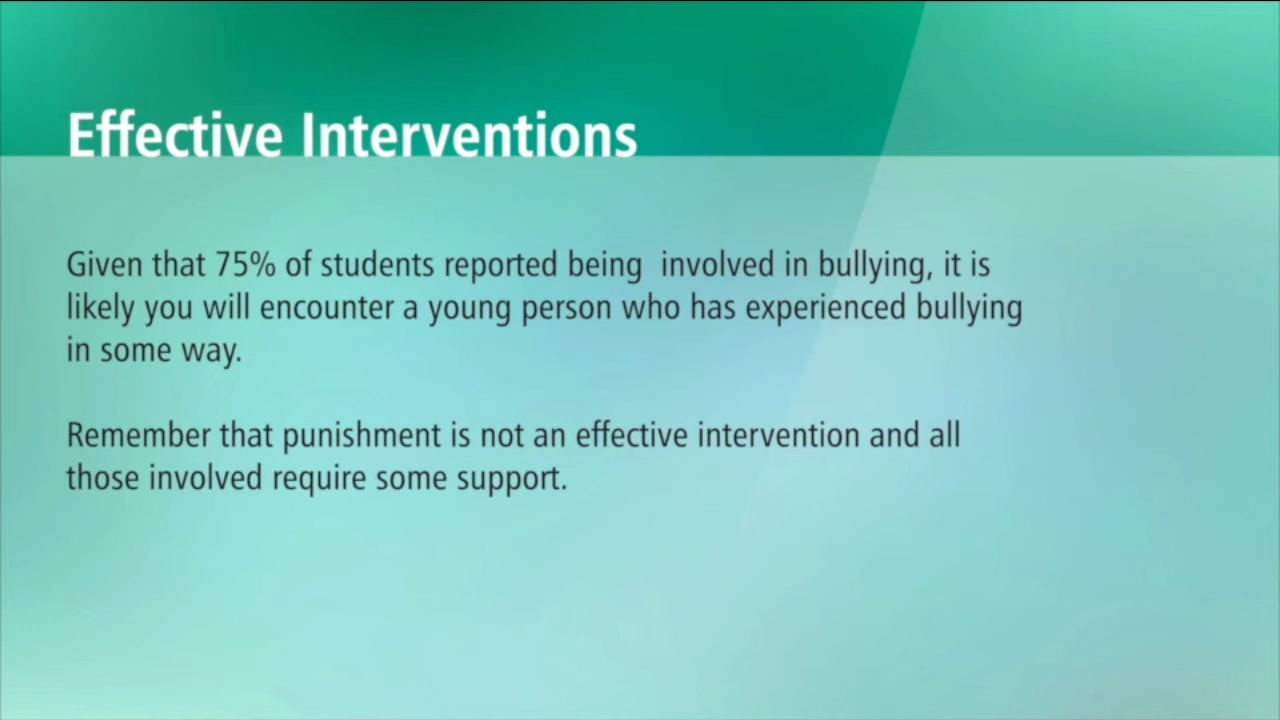 Effective Interventions
Given that 75% of students reported being  involved in bullying, it is
likely you will encounter a young person who has experienced bullying
in some way.
Remember that punishment is not an effective intervention and all
those involved require some support.